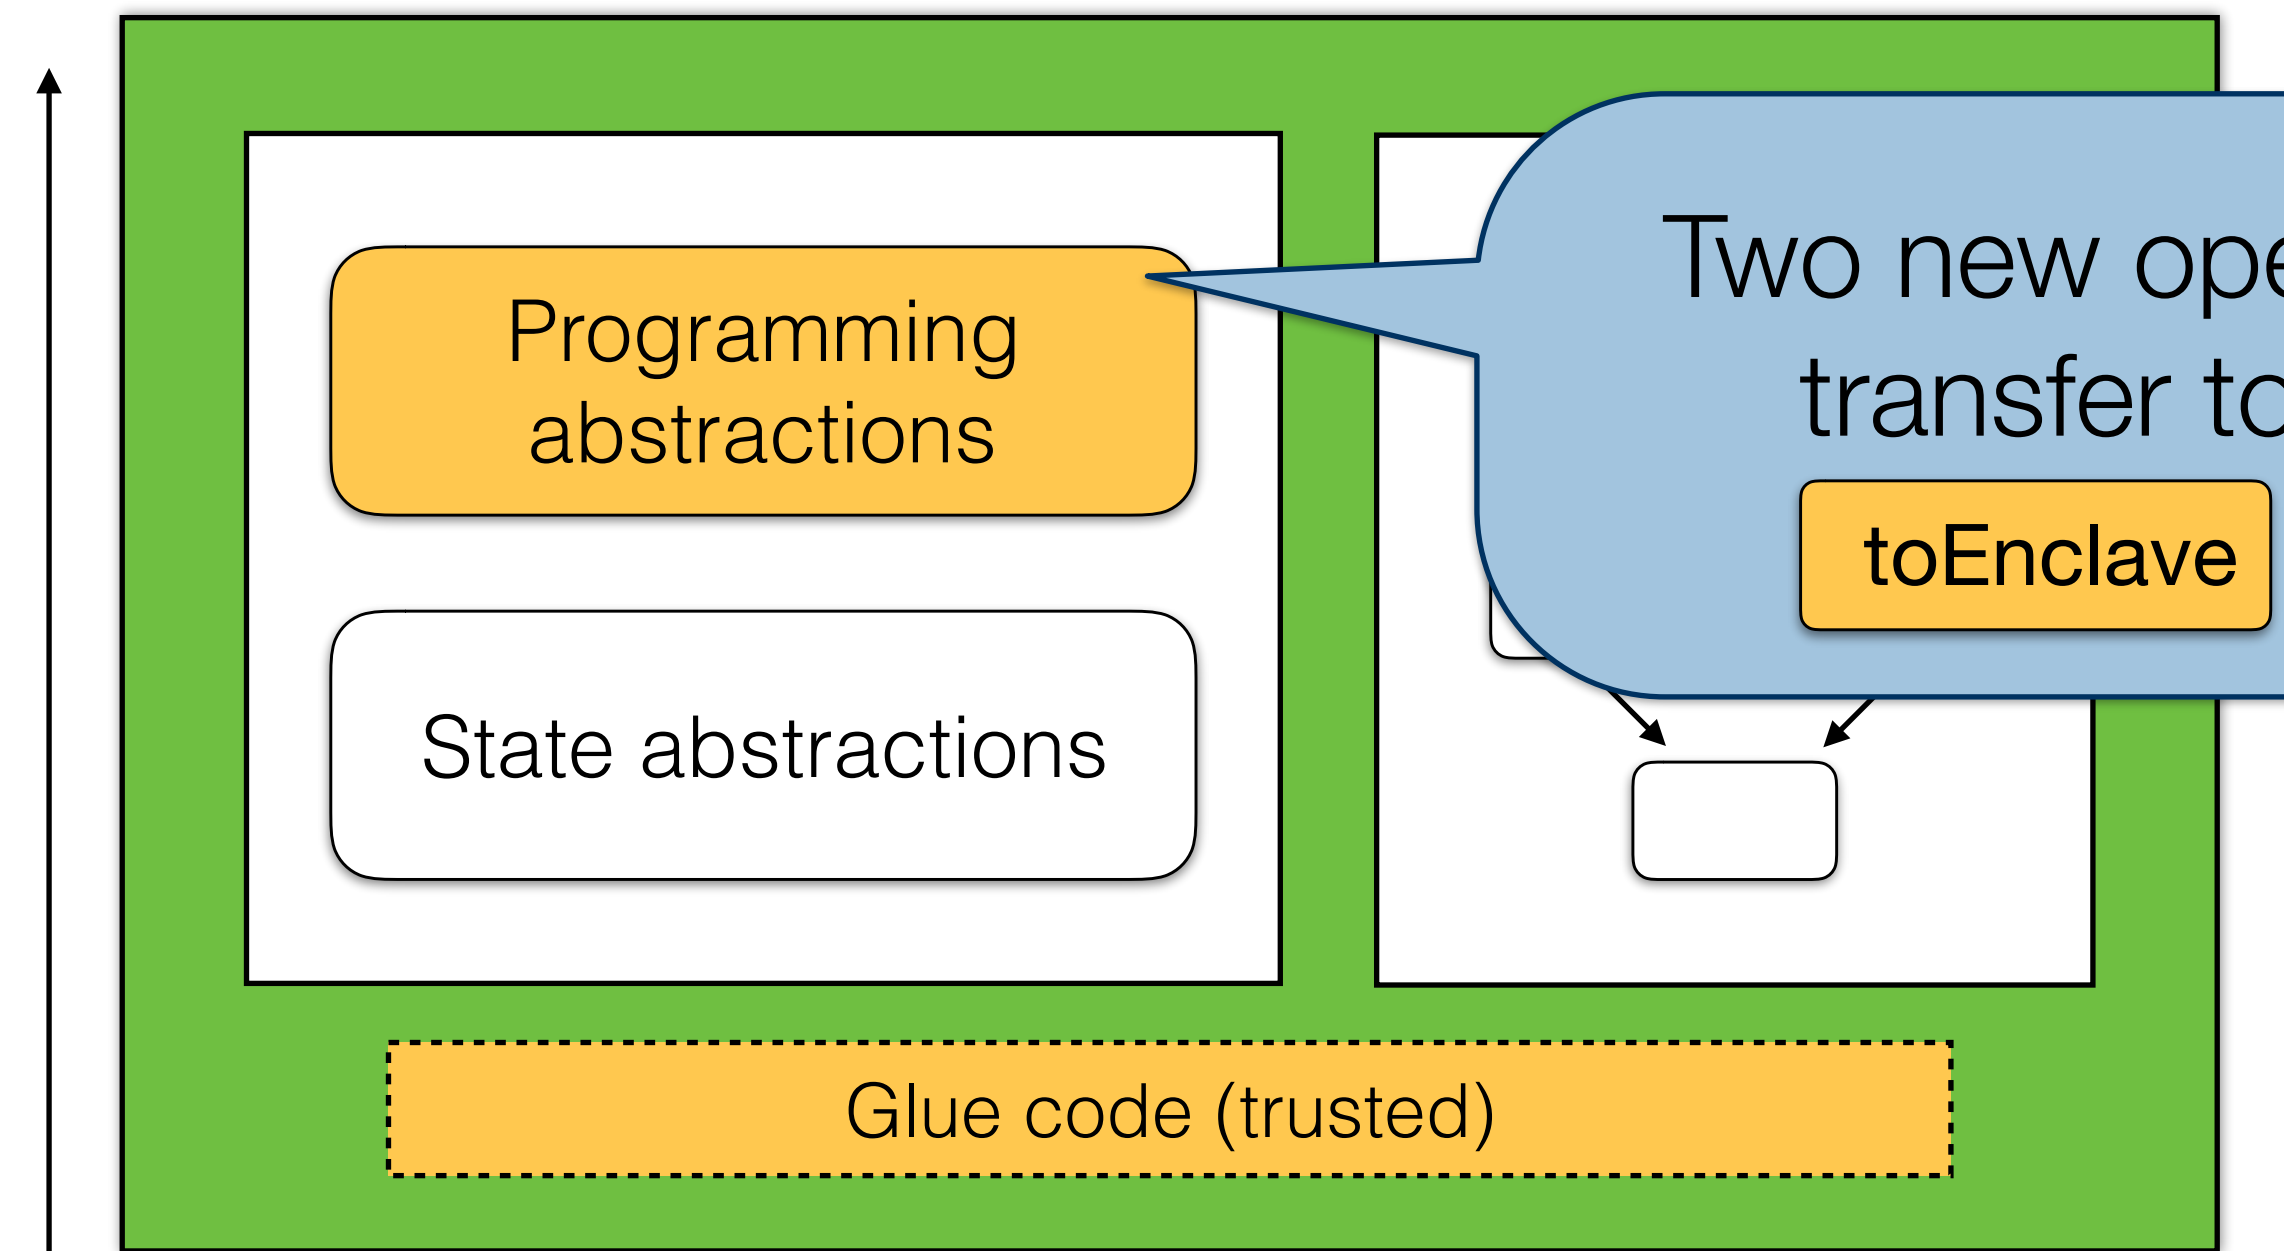 Programming
abstractions
State abstractions
Two new
transfer
toEnclave
Glue code (trusted)